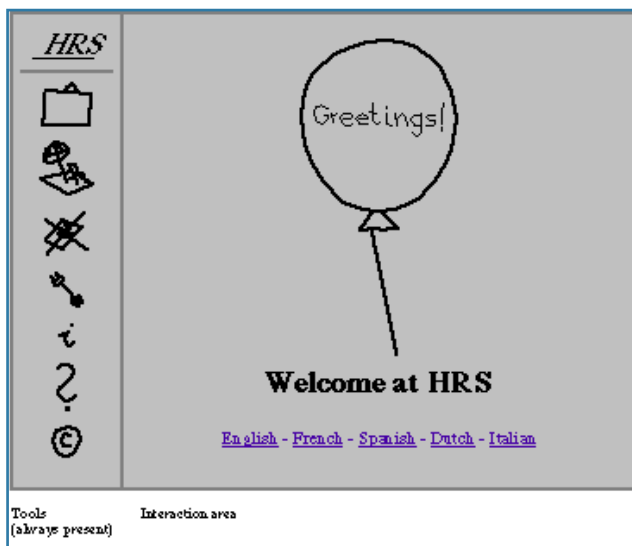 HRS
Greetings!
i
?
©
Welcome at HRS
English - French - Spanish - Dutch - Italian
Tools
(always present)
Interaction area